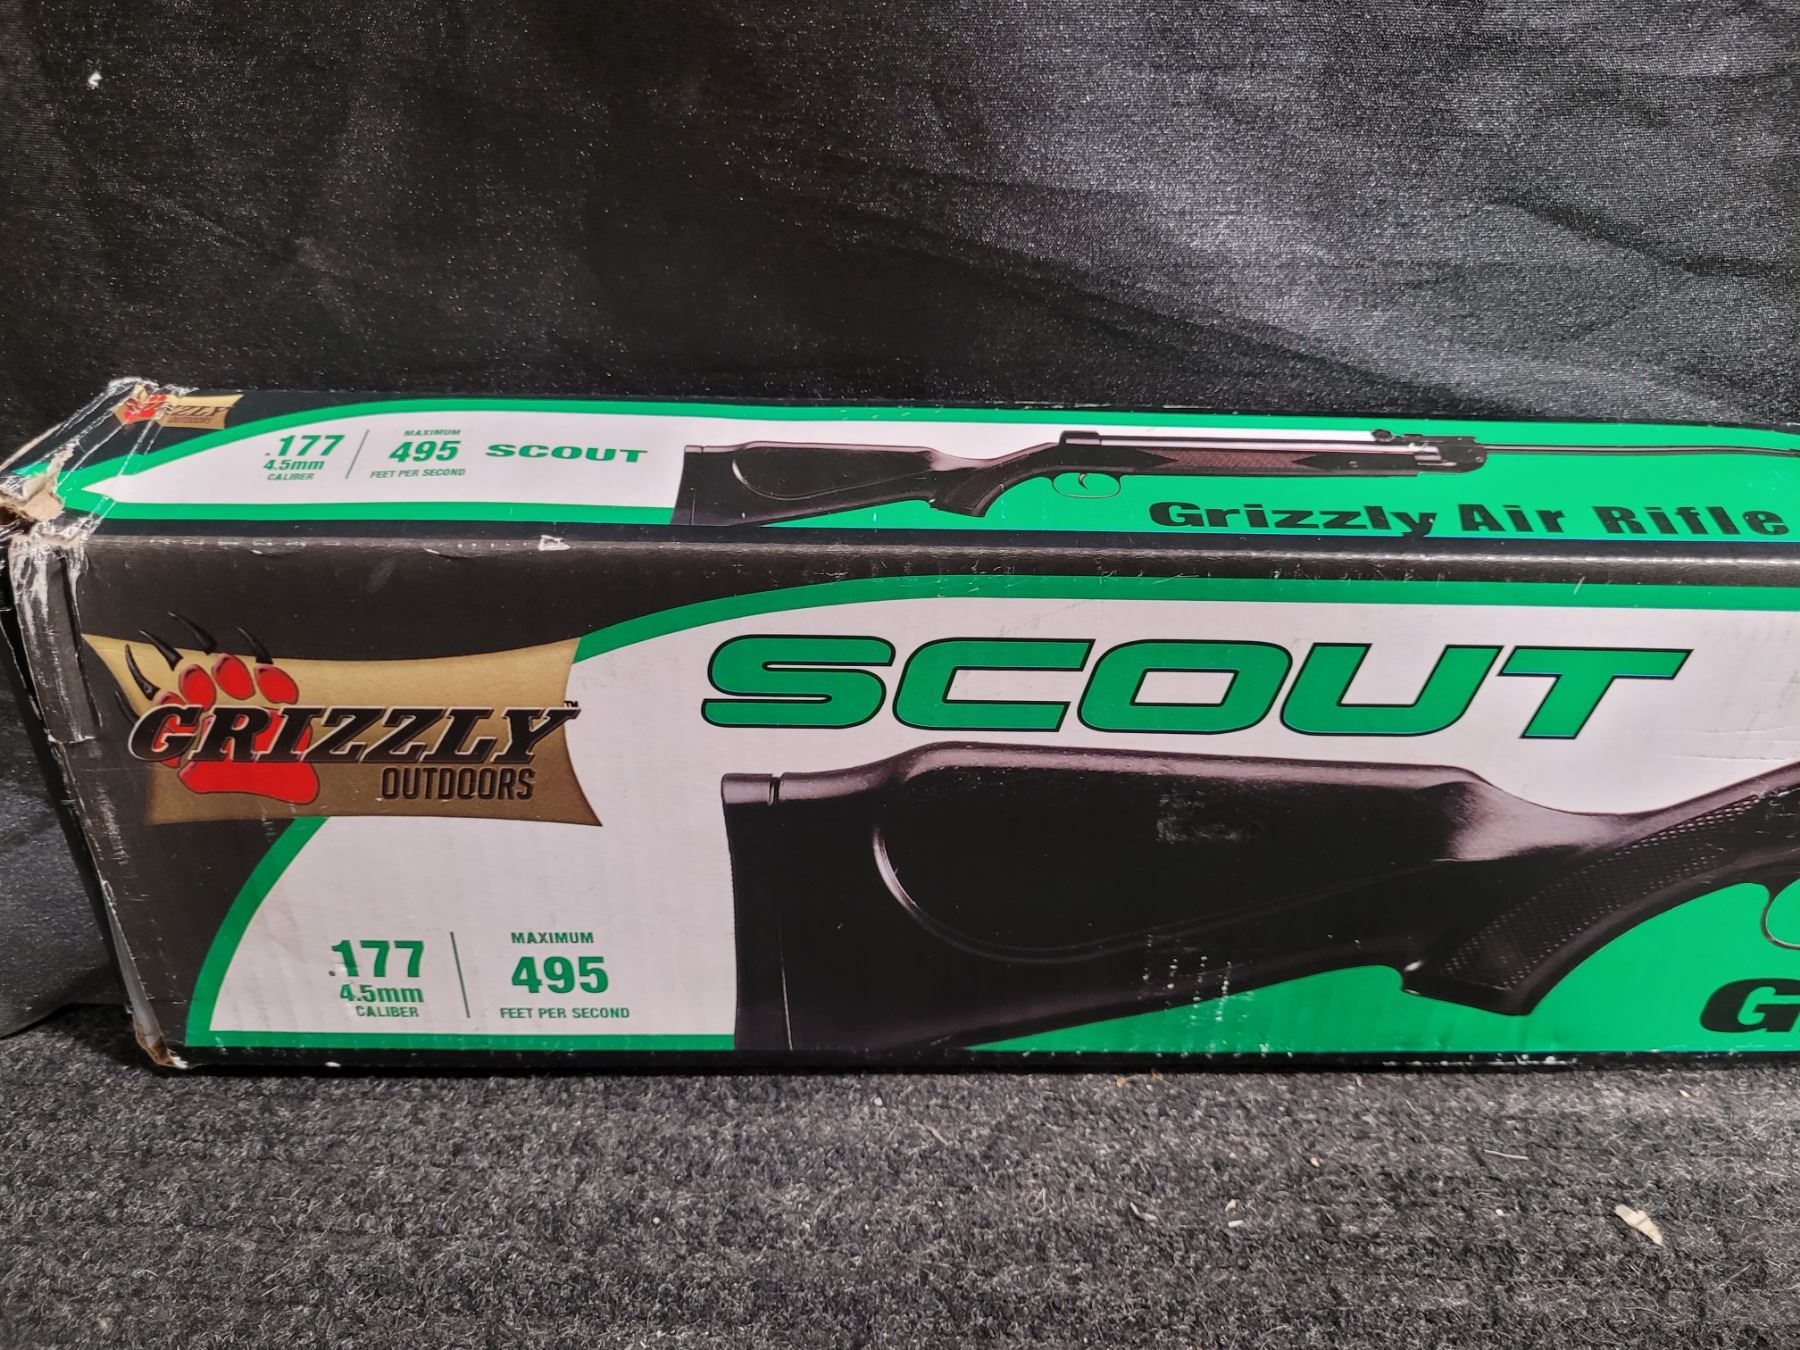 GRIZZLY
OUTDOORS
.177
4.5mm
CALIBER
MAXIMUM
495
FEET PER SECOND
SCOUT
Grizzly Air Rifle
GRIZZLY™
OUTDOORS
SCOUT
.177
4.5mm
CALIBER
MAXIMUM
495
FEET PER SECOND